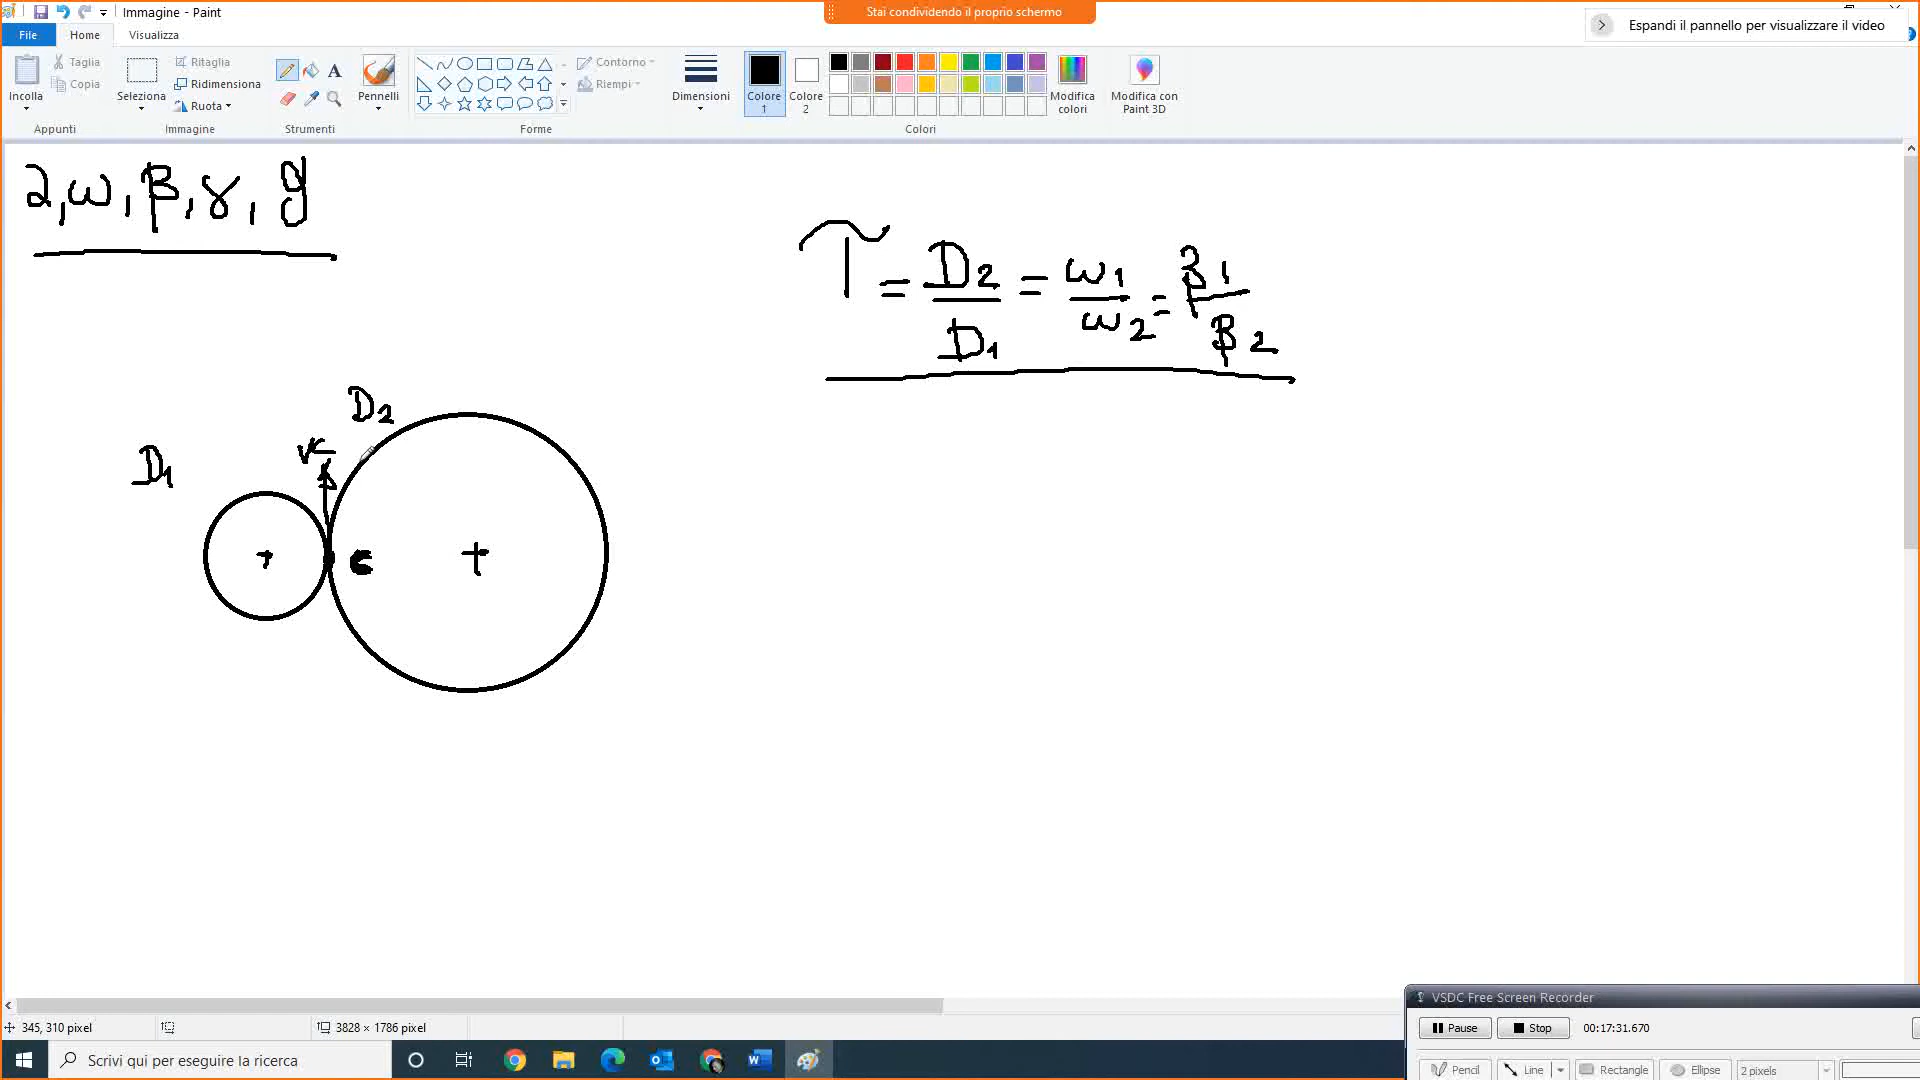 Immagine - Paint
Stai condividendo il proprio schermo
Espandi il pannello per visualizzare il video
File Home Visualizza
Incolla
Taglia
Copia
Appunti
Seleziona
Ritaglia
Ridimensiona
Ruota
Immagine
A
Strumenti
Pennelli
Contorno
Riempi
Forme
Dimensioni
Colore 1
Colore 2
Modifica colori
Modifica con Paint 3D
Colori
2, ω, β, γ, g
τ = D2/D1 = ω1/ω2 = β1/β2
D2
D1
345, 310 pixel
3828 × 1786 pixel
Scrivi qui per eseguire la ricerca
VSDC Free Screen Recorder
Pause Stop 00:17:31.670
Pencil Line Rectangle Ellipse 2 pixels